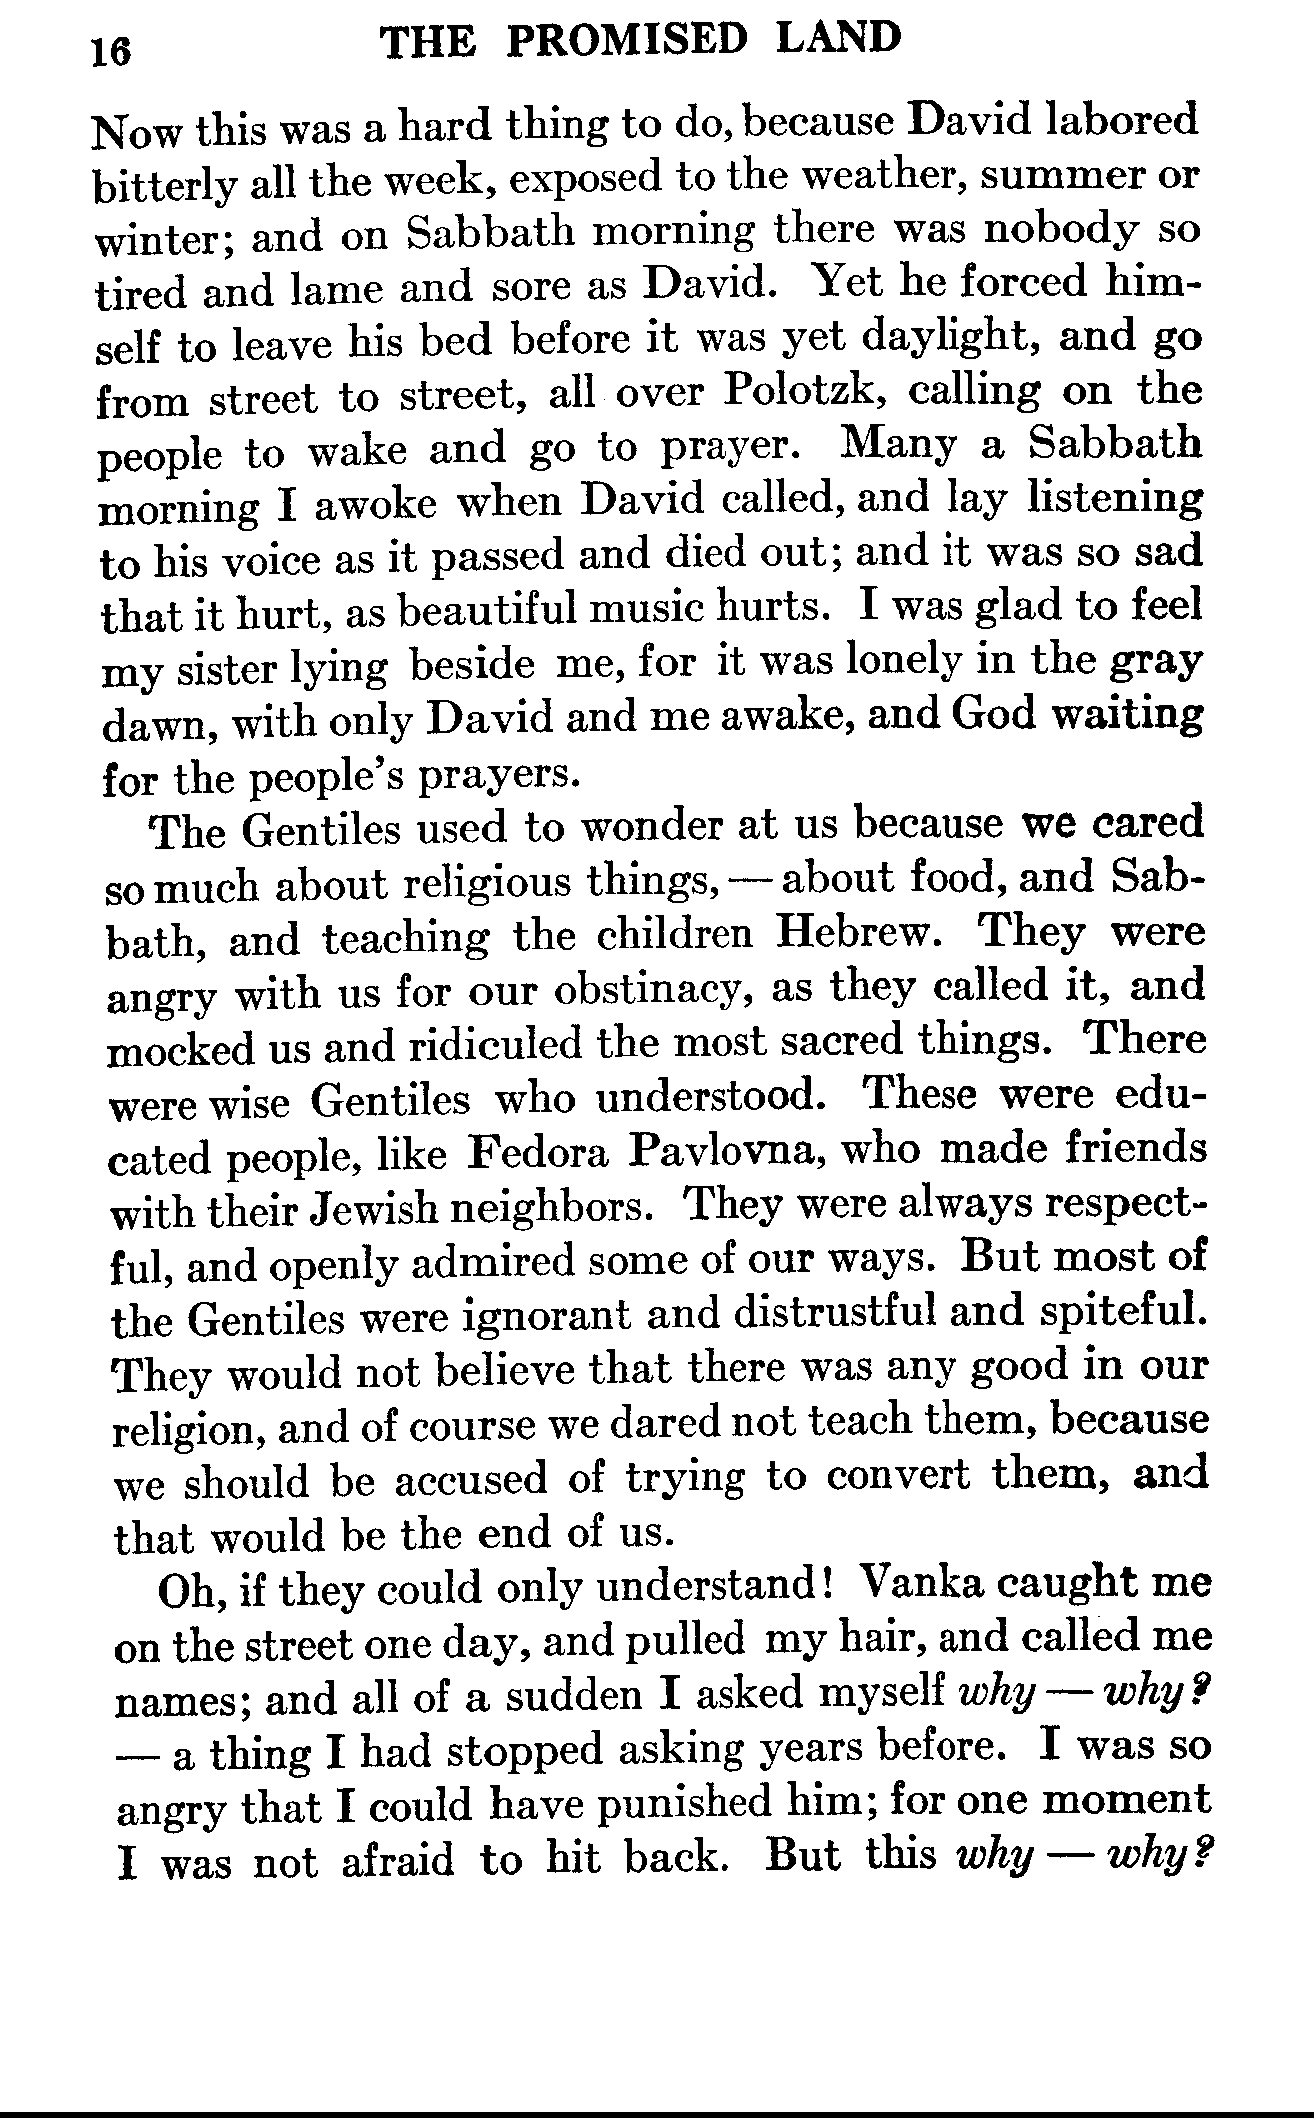 16 THE PROMISED LAND
Now this was a hard thing to do, because David labored
bitterly all the week, exposed to the weather, summer or
winter; and on Sabbath morning there was nobody so
tired and lame and sore as David. Yet he forced him-
self to leave his bed before it was yet daylight, and go
from street to street, all over Polotzk, calling on the
people to wake and go to prayer. Many a Sabbath
morning I awoke when David called, and lay listening
to his voice as it passed and died out; and it was so sad
that it hurt, as beautiful music hurts. I was glad to feel
my sister lying beside me, for it was lonely in the gray
dawn, with only David and me awake, and God waiting
for the people's prayers.
The Gentiles used to wonder at us because we cared
so much about religious things, — about food, and Sab-
bath, and teaching the children Hebrew. They were
angry with us for our obstinacy, as they called it, and
mocked us and ridiculed the most sacred things. There
were wise Gentiles who understood. These were edu-
cated people, like Fedora Pavlovna, who made friends
with their Jewish neighbors. They were always respect-
ful, and openly admired some of our ways. But most of
the Gentiles were ignorant and distrustful and spiteful.
They would not believe that there was any good in our
religion, and of course we dared not teach them, because
we should be accused of trying to convert them, and
that would be the end of us.
Oh, if they could only understand! Vanka caught me
on the street one day, and pulled my hair, and called me
names; and all of a sudden I asked myself why — why?
— a thing I had stopped asking years before. I was so
angry that I could have punished him; for one moment
I was not afraid to hit back. But this why — why?